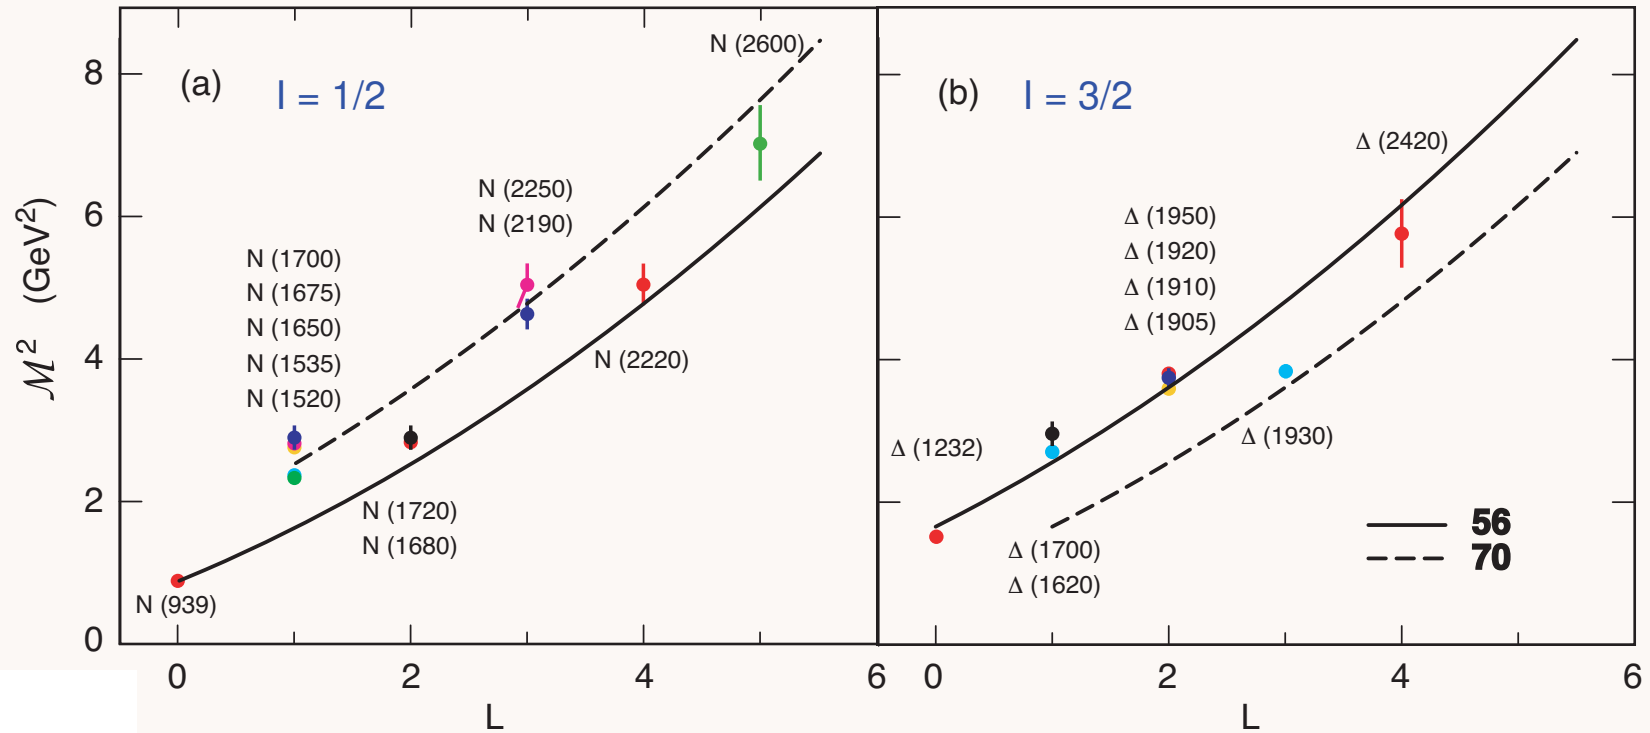 (a)
I = 1/2
N (2600)
N (2250)
N (2190)
N (1700)
N (1675)
N (1650)
N (1535)
N (1520)
N (2220)
N (1720)
N (1680)
N (939)
8
6
4
2
0
ℳ² (GeV²)
0
2
4
6
L
(b)
I = 3/2
Δ (2420)
Δ (1950)
Δ (1920)
Δ (1910)
Δ (1905)
Δ (1232)
Δ (1930)
Δ (1700)
Δ (1620)
56
70
0
2
4
6
L